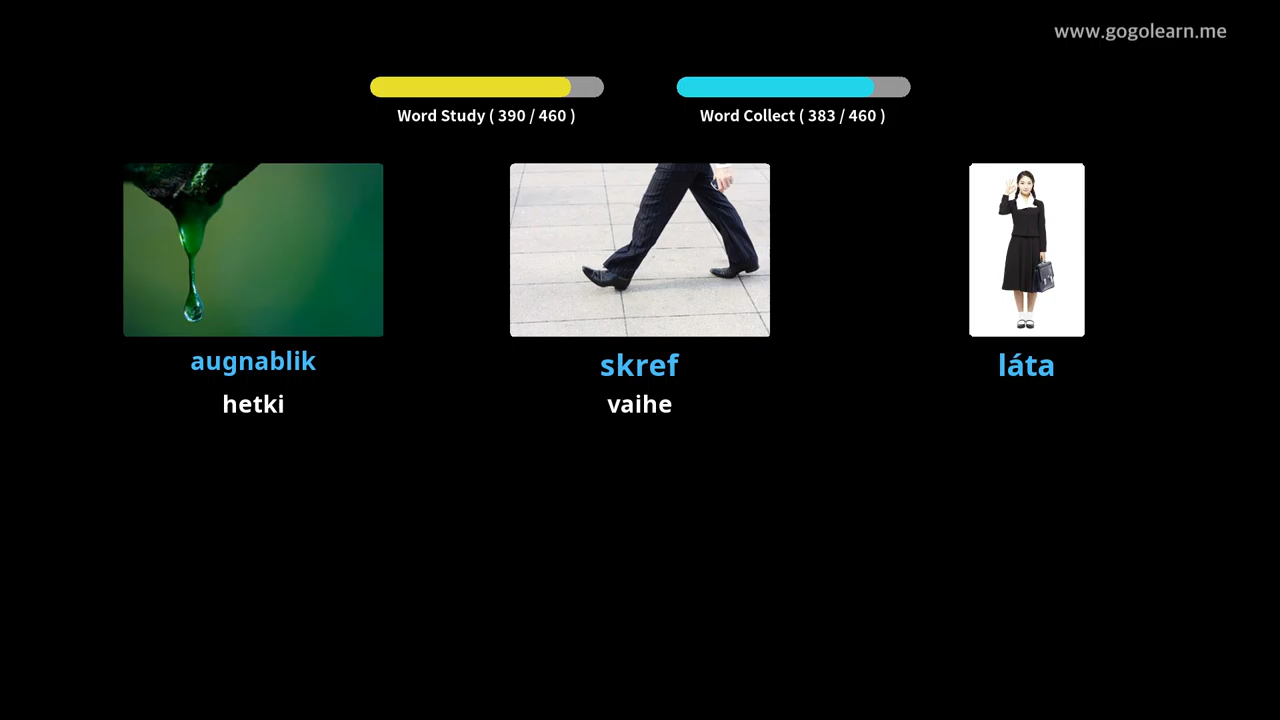 www.gogolearn.me
Word Study ( 390 / 460 )
Word Collect ( 383 / 460 )
augnablik
skref
láta
hetki
vaihe